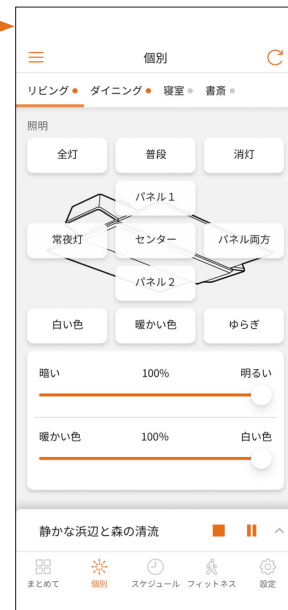 個別
リビング ダイニング 寝室 書斎
照明
全灯 普段 消灯
パネル1
常夜灯 センター パネル両方
パネル2
白い色 暖かい色 ゆらぎ
暗い 100% 明るい
暖かい色 100% 白い色
静かな浜辺と森の清流
まとめて 個別 スケジュール フィットネス 設定